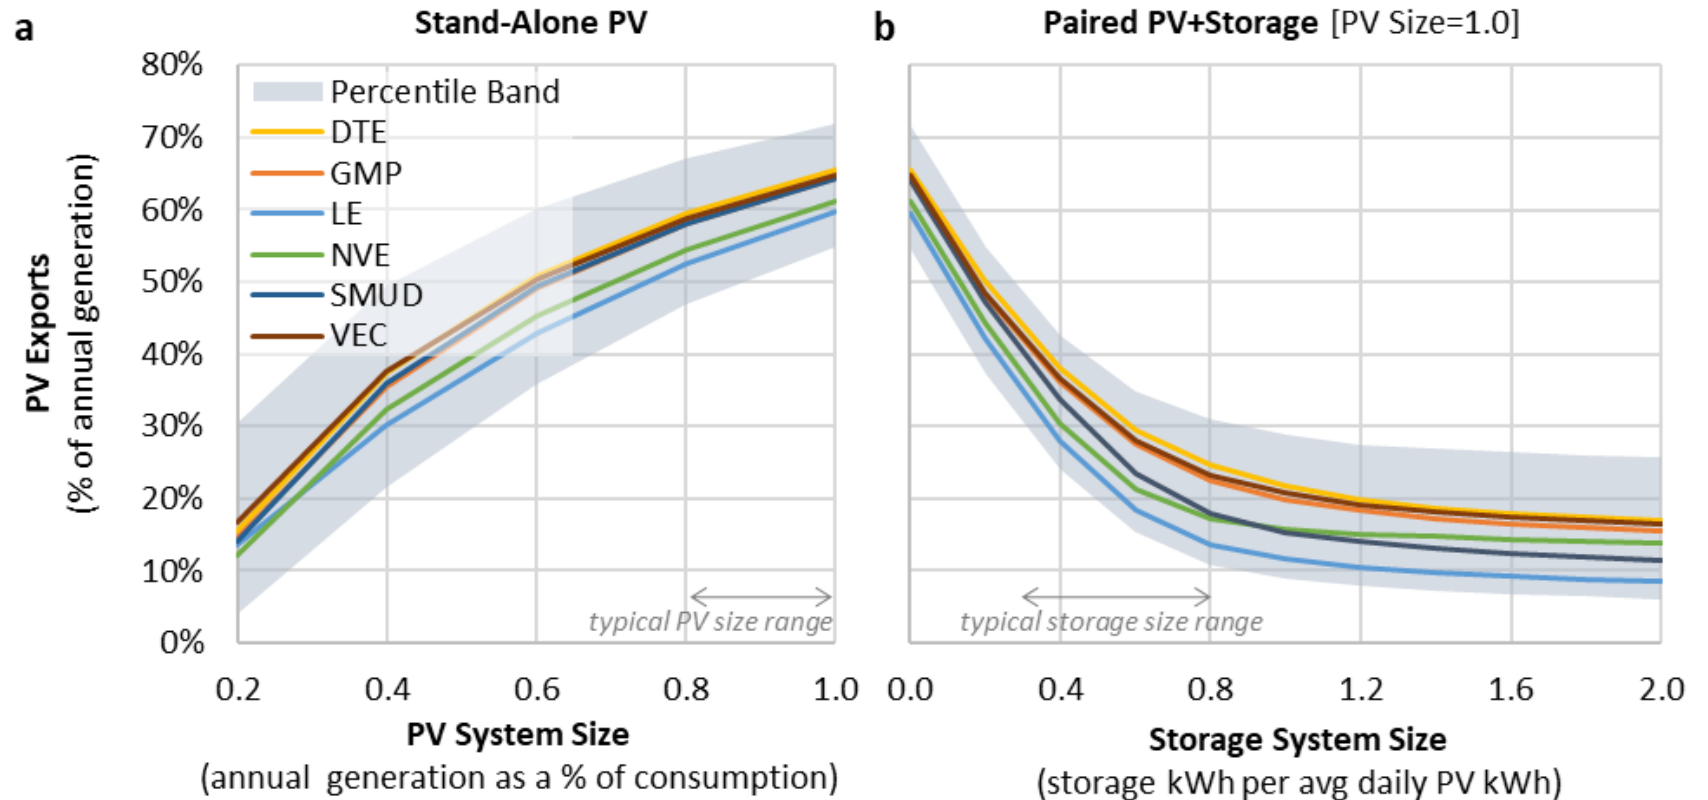 a
Stand-Alone PV
b
Paired PV+Storage [PV Size=1.0]
PV Exports
(% of annual generation)
80%
70%
60%
50%
40%
30%
20%
10%
0%
Percentile Band
DTE
GMP
LE
NVE
SMUD
VEC
typical PV size range
typical storage size range
0.2 0.4 0.6 0.8 1.0
0.0 0.4 0.8 1.2 1.6 2.0
PV System Size
(annual generation as a % of consumption)
Storage System Size
(storage kWh per avg daily PV kWh)